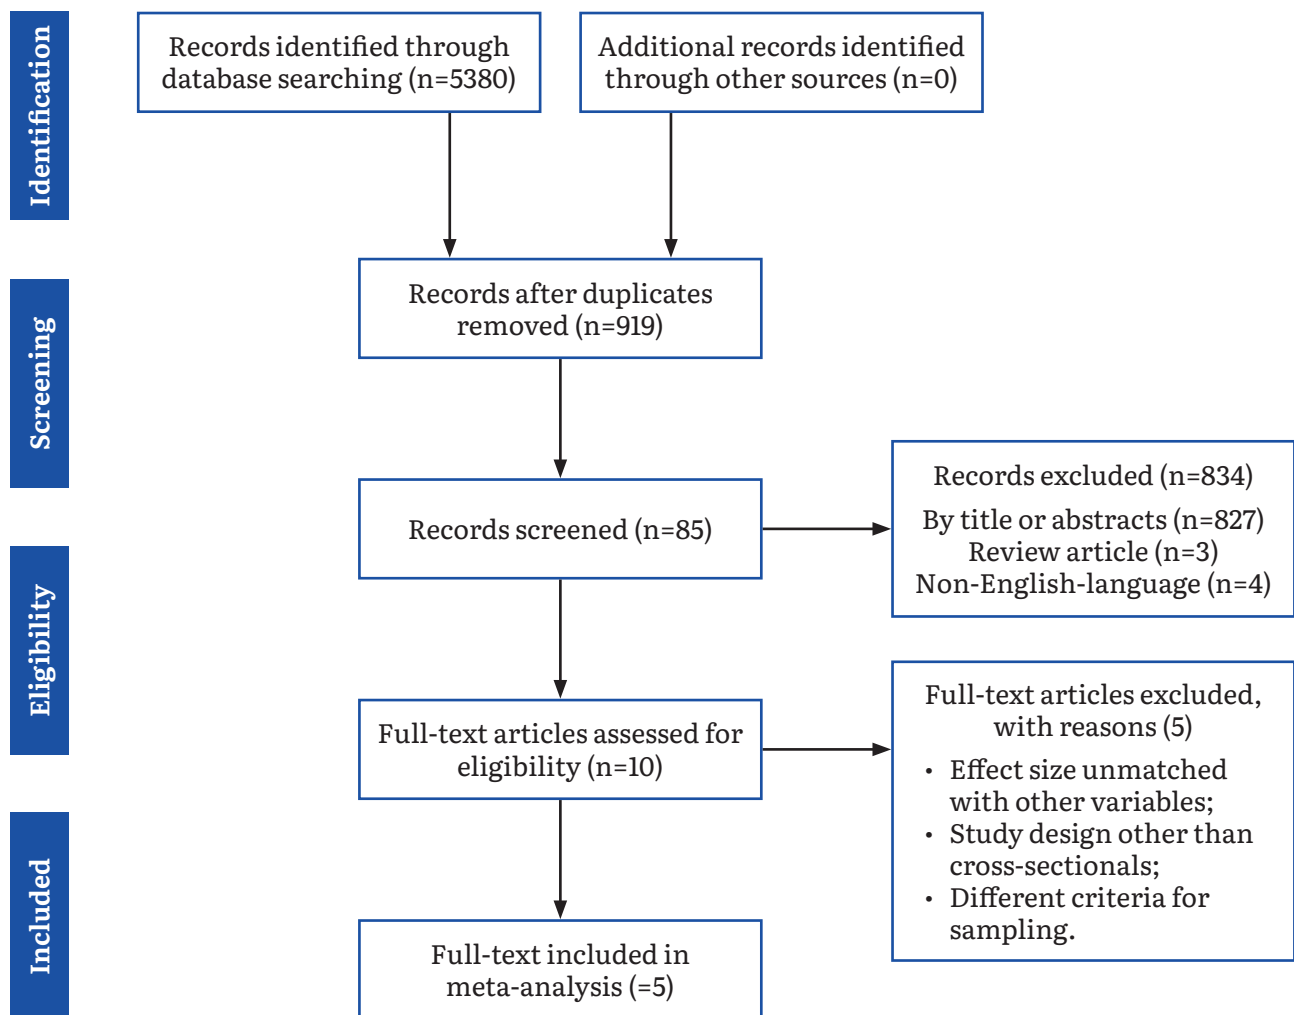 Identification
Records identified through
database searching (n=5380)
Additional records identified
through other sources (n=0)
Screening
Records after duplicates
removed (n=919)
Records screened (n=85)
Records excluded (n=834)
By title or abstracts (n=827)
Review article (n=3)
Non-English-language (n=4)
Eligibility
Full-text articles assessed for
eligibility (n=10)
Full-text articles excluded,
with reasons (5)
• Effect size unmatched
with other variables;
• Study design other than
cross-sectionals;
• Different criteria for
sampling.
Included
Full-text included in
meta-analysis (=5)